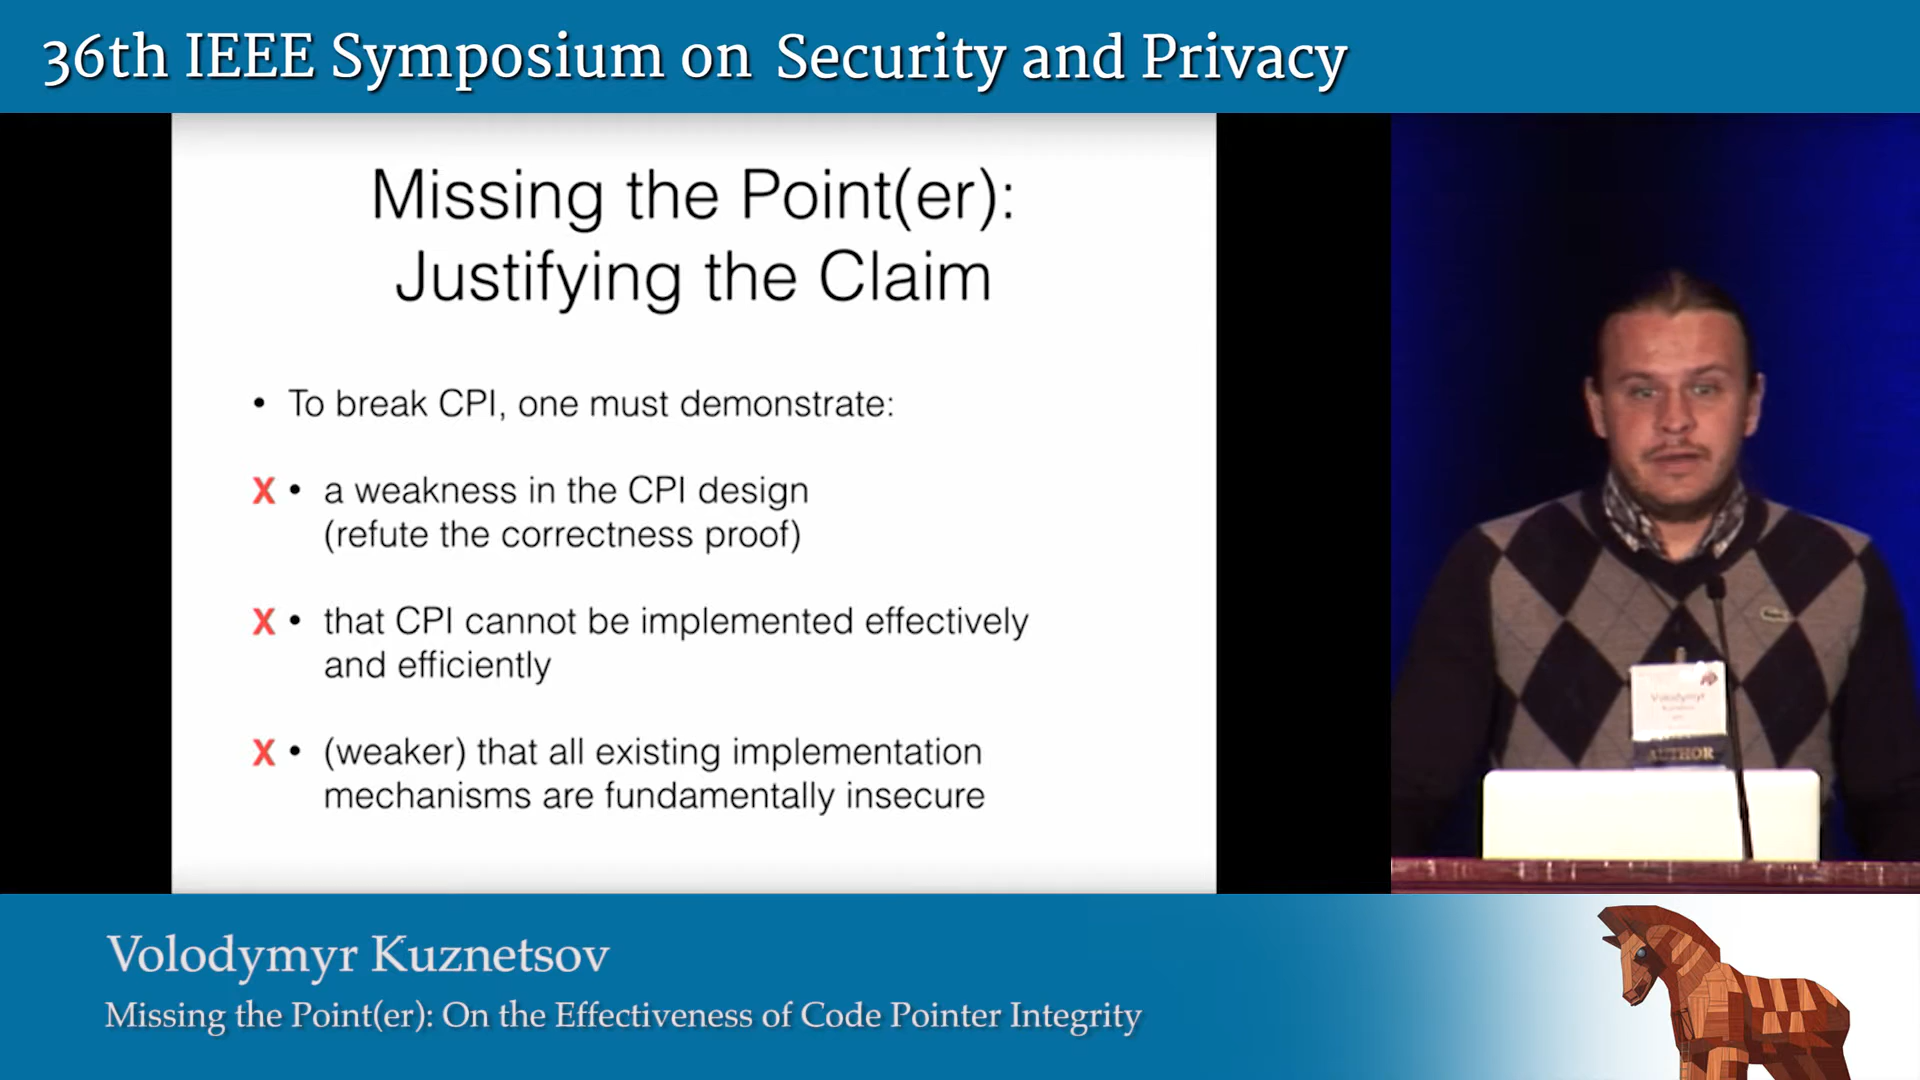 36th IEEE Symposium on Security and Privacy
Missing the Point(er):
Justifying the Claim
• To break CPI, one must demonstrate:
X • a weakness in the CPI design
(refute the correctness proof)
X • that CPI cannot be implemented effectively
and efficiently
X • (weaker) that all existing implementation
mechanisms are fundamentally insecure
Volodymyr
AUTHOR
Volodymyr Kuznetsov
Missing the Point(er): On the Effectiveness of Code Pointer Integrity